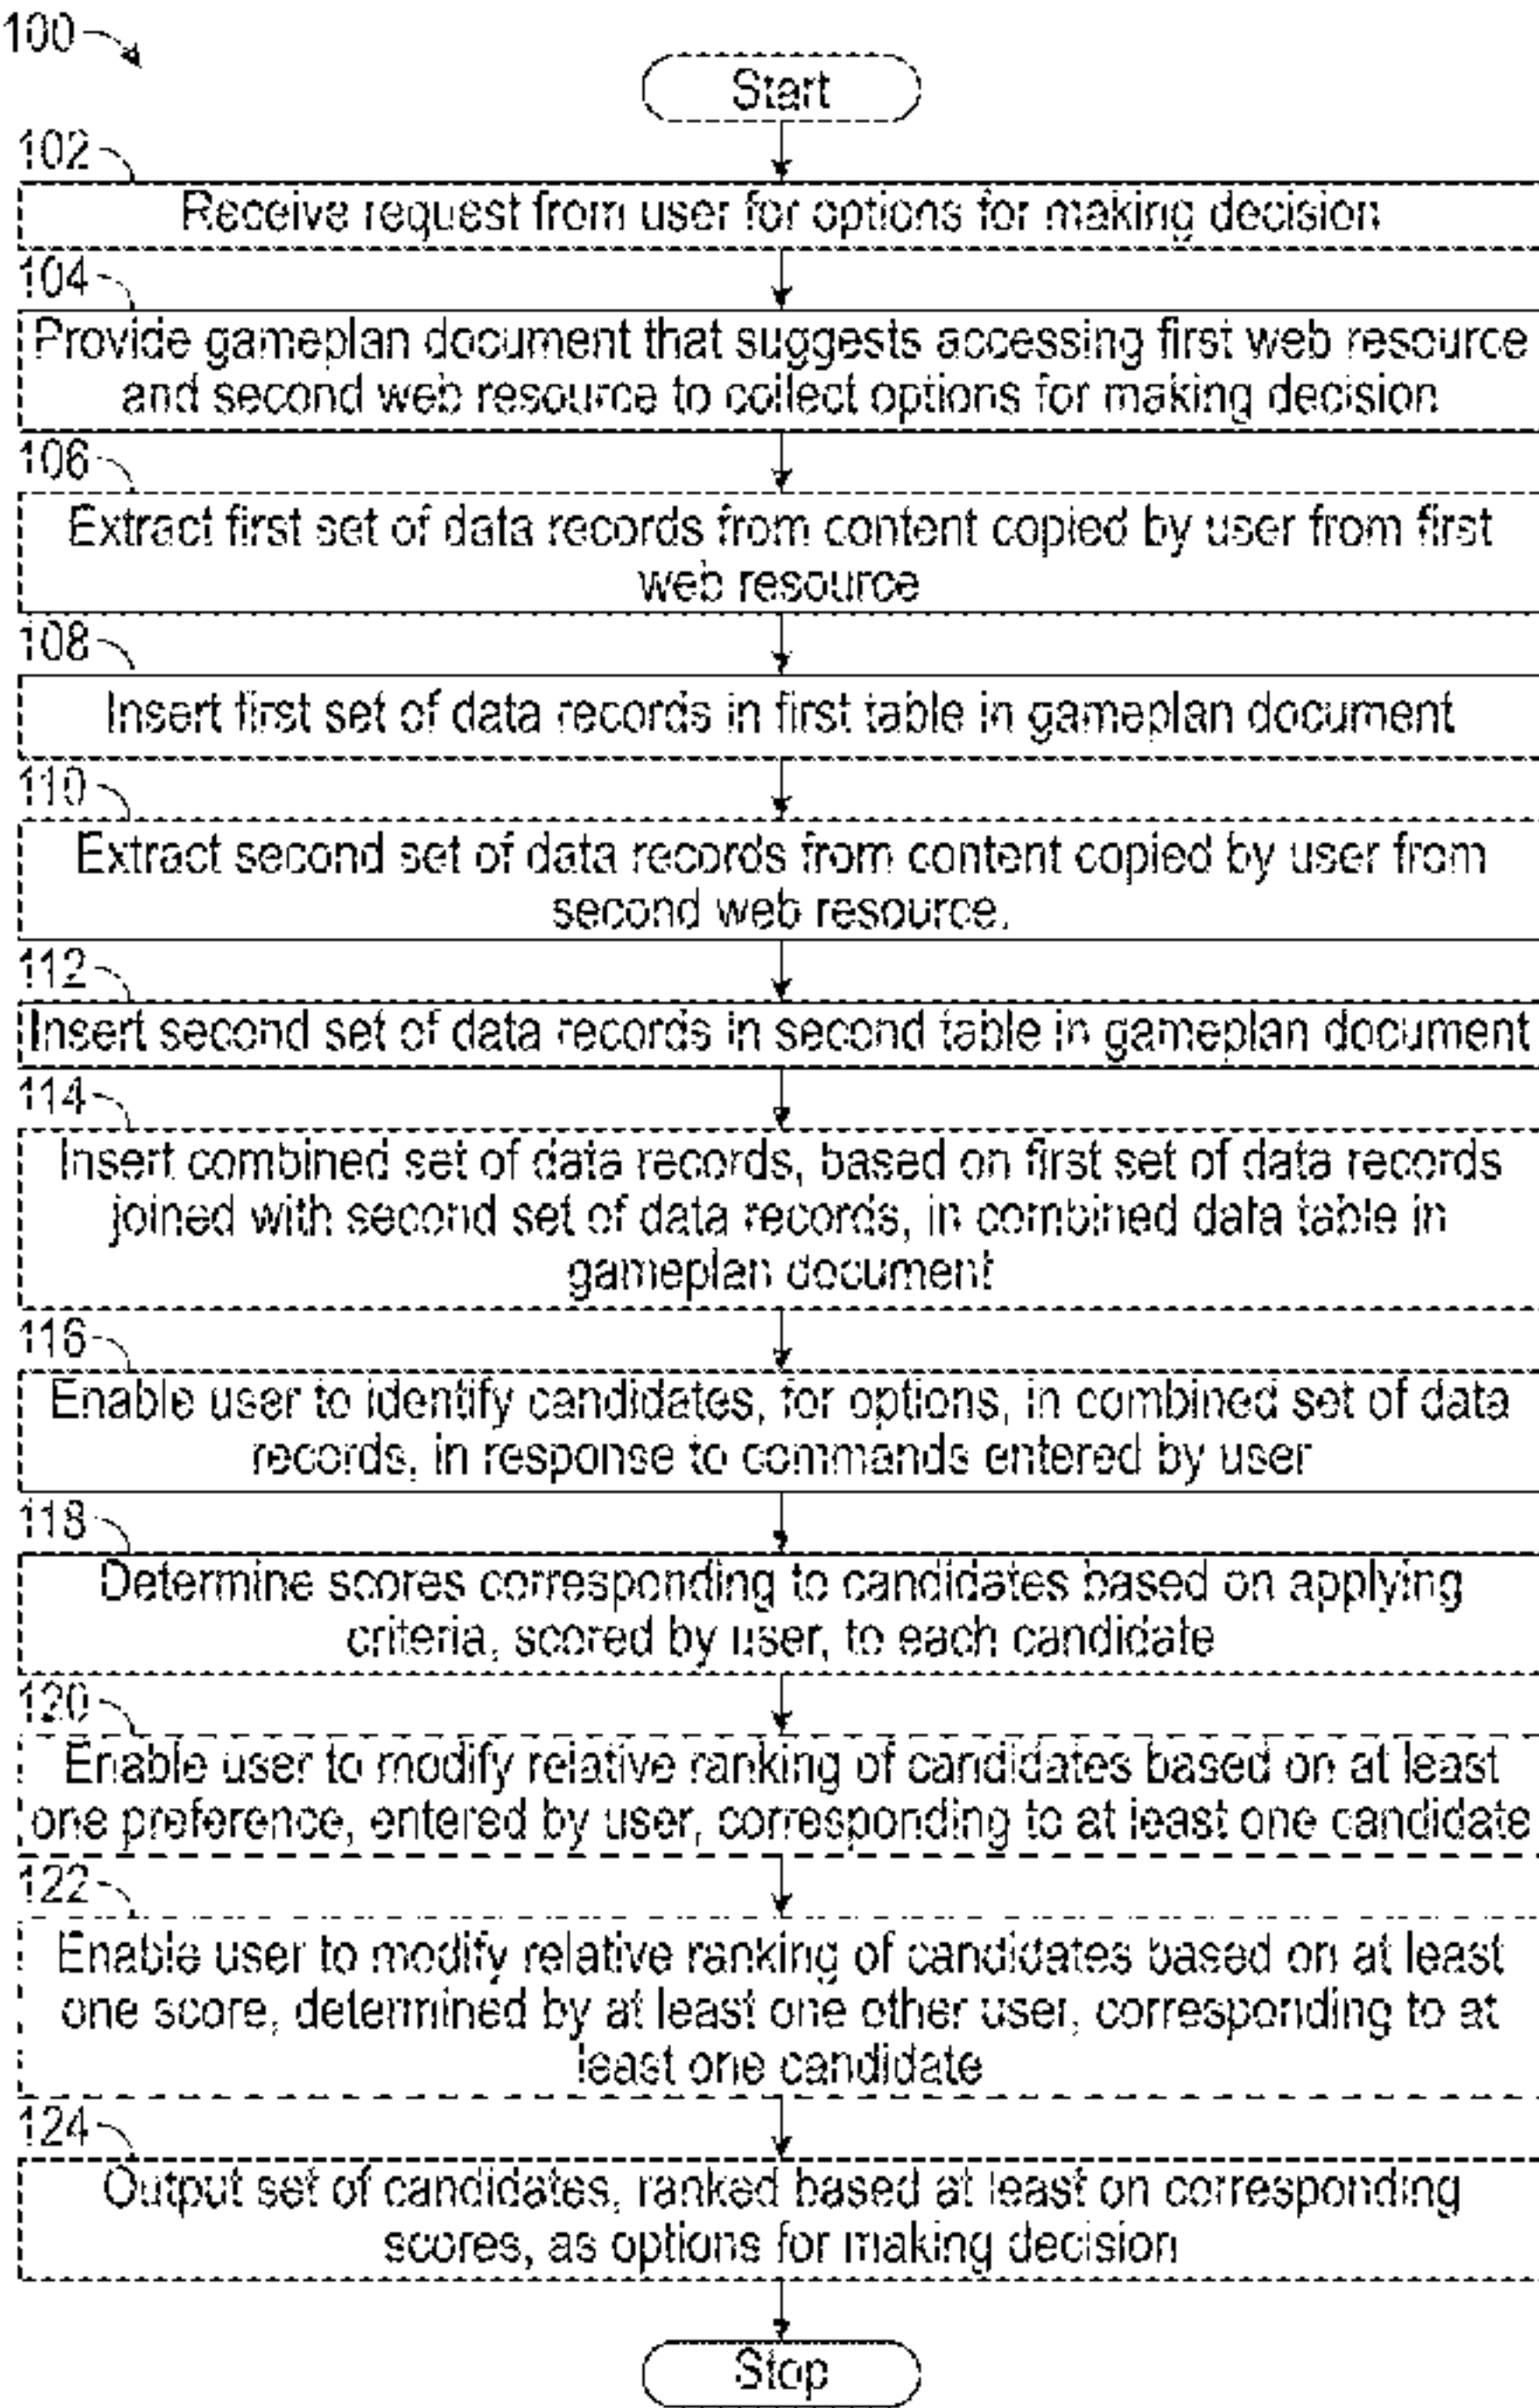 100
Start
102
Receive request from user for options for making decision
104
Provide gameplan document that suggests accessing first web resource
and second web resource to collect options for making decision
106
Extract first set of data records from content copied by user from first
web resource
108
Insert first set of data records in first table in gameplan document
110
Extract second set of data records from content copied by user from
second web resource.
112
Insert second set of data records in second table in gameplan document
114
Insert combined set of data records, based on first set of data records
joined with second set of data records, in combined data table in
gameplan document
116
Enable user to identify candidates, for options, in combined set of data
records, in response to commands entered by user
118
Determine scores corresponding to candidates based on applying
criteria, scored by user, to each candidate
120
Enable user to modify relative ranking of candidates based on at least
one preference, entered by user, corresponding to at least one candidate
122
Enable user to modify relative ranking of candidates based on at least
one score, determined by at least one other user, corresponding to at
least one candidate
124
Output set of candidates, ranked based at least on corresponding
scores, as options for making decision
Stop